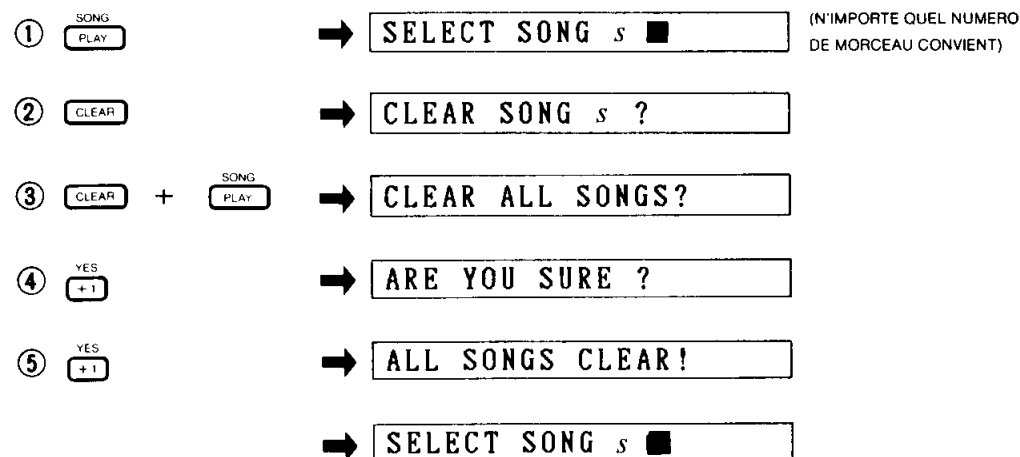 SONG
① PLAY ➡ SELECT SONG s ■ (N'IMPORTE QUEL NUMERO
DE MORCEAU CONVIENT)
② CLEAR ➡ CLEAR SONG s ?
SONG
③ CLEAR + PLAY ➡ CLEAR ALL SONGS?
YES
④ +1 ➡ ARE YOU SURE ?
YES
⑤ +1 ➡ ALL SONGS CLEAR!
➡ SELECT SONG s ■